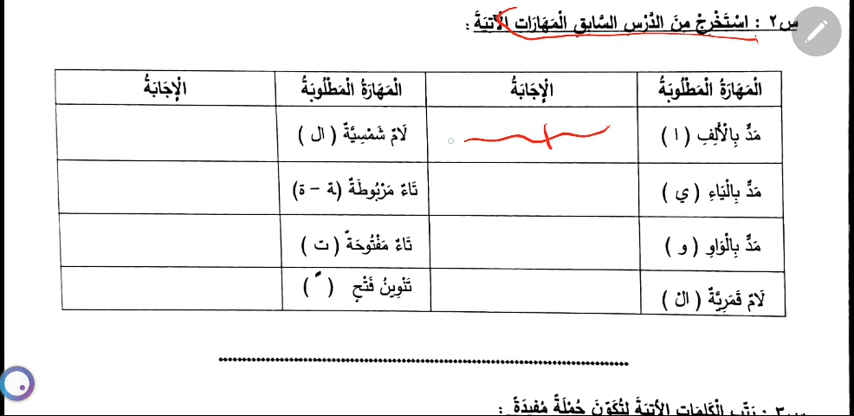 س٢ : اسْتَخْرِجْ مِنَ الدَّرْسِ السَّابِقِ الْمَهَارَاتِ الْآتِيَةَ :
الْمَهَارَةُ الْمَطْلُوبَةُ الْإِجَابَةُ الْمَهَارَةُ الْمَطْلُوبَةُ الْإِجَابَةُ
مَدٌّ بِالْأَلِفِ ( ا ) لَامٌ شَمْسِيَّةٌ ( ال )
مَدٌّ بِالْيَاءِ ( ي ) تَاءٌ مَرْبُوطَةٌ (ـة - ة)
مَدٌّ بِالْوَاوِ ( و ) تَاءٌ مَفْتُوحَةٌ ( ت )
لَامٌ قَمَرِيَّةٌ ( الْ ) تَنْوِينُ فَتْحٍ ( ً )
س٣ : رَتِّبِ الْكَلِمَاتِ الْآتِيَةَ لِتُكَوِّنَ جُمْلَةً مُفِيدَةً :